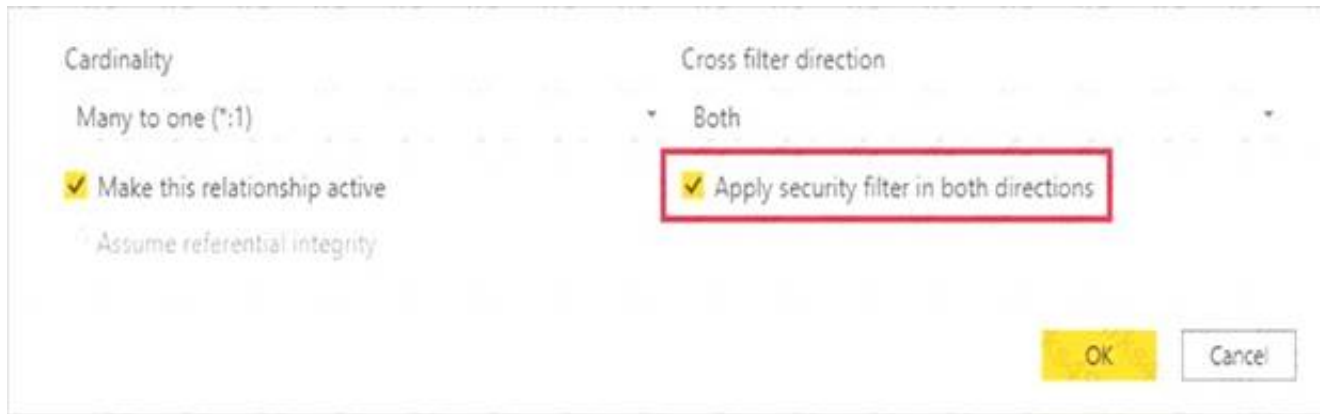 Cardinality
Cross filter direction
Many to one (*:1)
Both
Make this relationship active
Apply security filter in both directions
Assume referential integrity
OK
Cancel